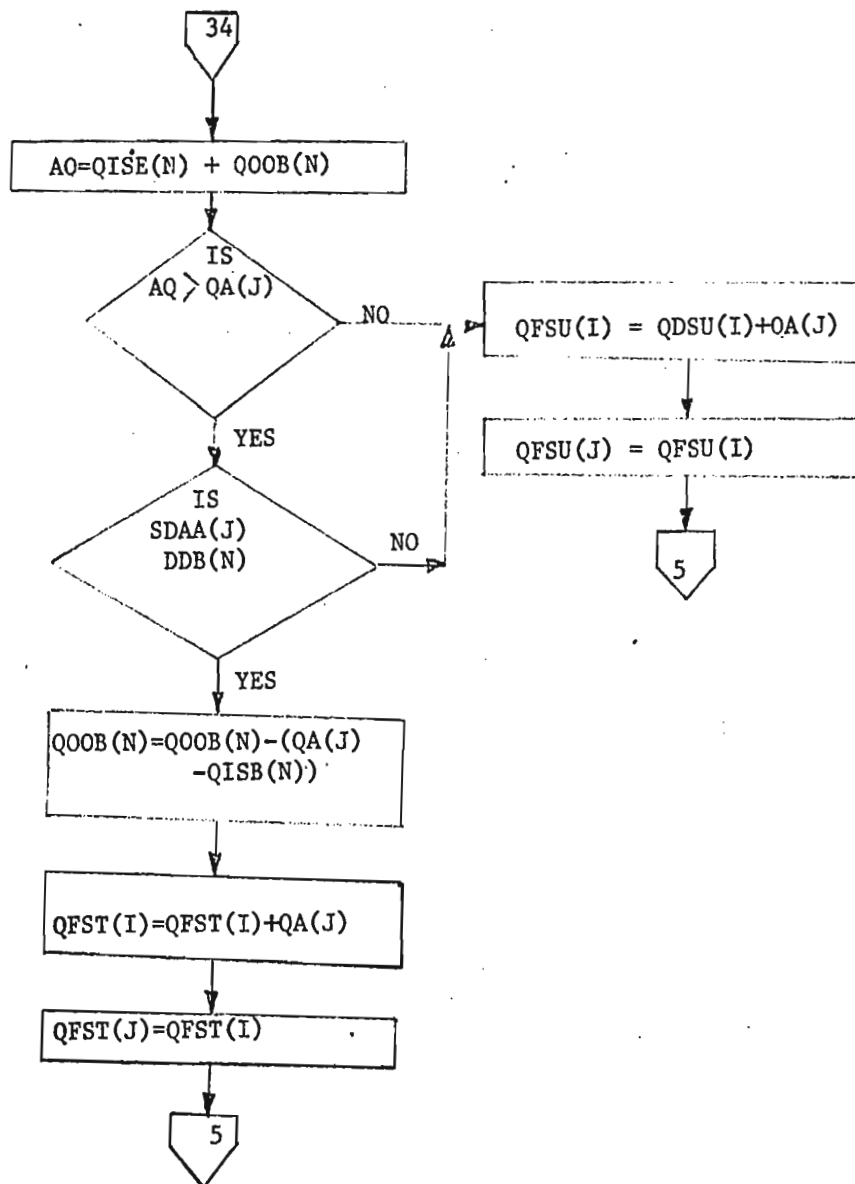 34
AQ=QISE(N) + QOOB(N)
IS
AQ > QA(J)
NO
YES
QFSU(I) = QDSU(I)+QA(J)
QFSU(J) = QFSU(I)
5
IS
SDAA(J)
DDB(N)
NO
YES
QOOB(N)=QOOB(N)-(QA(J)
-QISB(N))
QFST(I)=QFST(I)+QA(J)
QFST(J)=QFST(I)
5